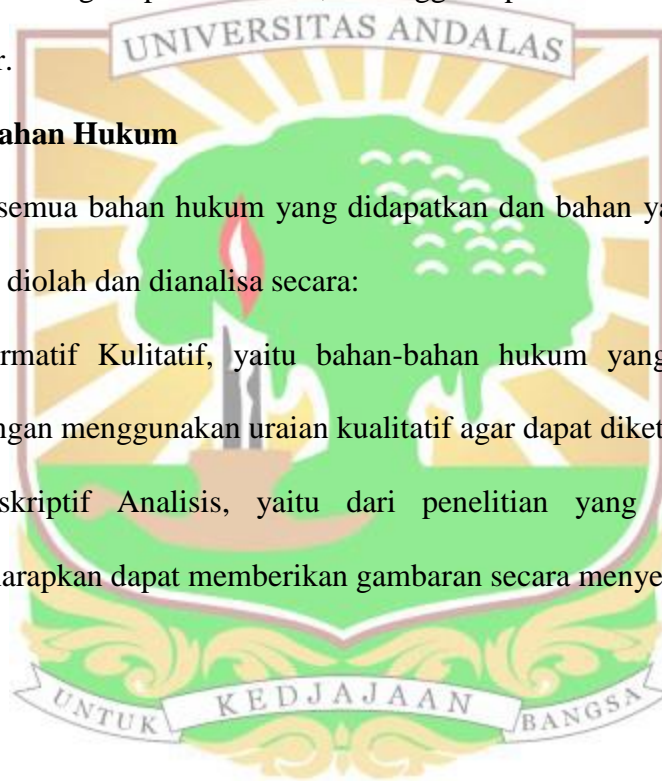 UNIVERSITAS ANDALAS
r.
ahan Hukum
semua bahan hukum yang didapatkan dan bahan ya
diolah dan dianalisa secara:
rmatif Kulitatif, yaitu bahan-bahan hukum yang
ngan menggunakan uraian kualitatif agar dapat diket
skriptif Analisis, yaitu dari penelitian yang
harapkan dapat memberikan gambaran secara menye
UNTUK KEDJAJAAN BANGSA